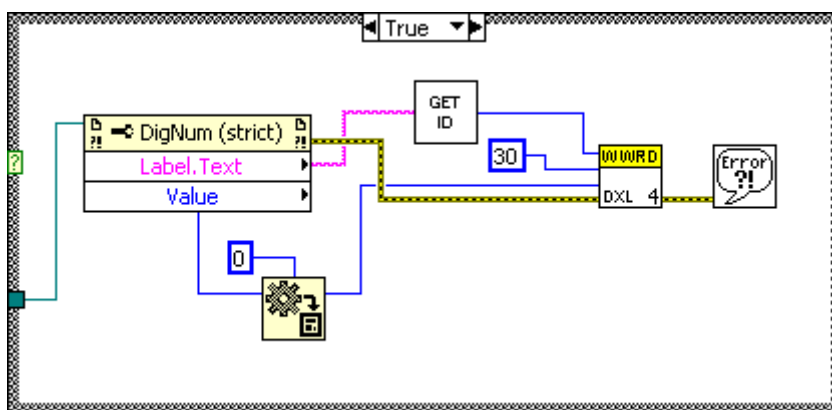 True
?
?! DigNum (strict) ?!
Label.Text
Value
GET
ID
30
WWRD
DXL 4
Error
?!
0